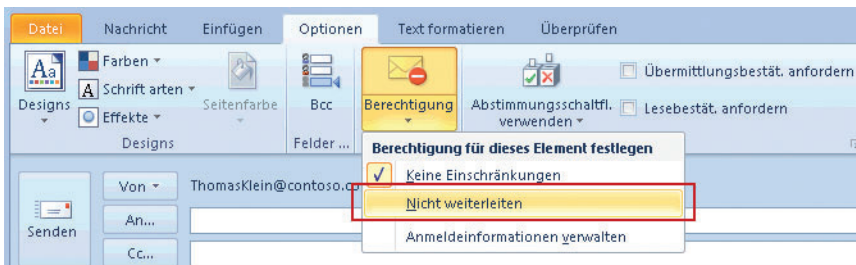 Datei Nachricht Einfügen Optionen Text formatieren Überprüfen
Farben
Aa A Schrift arten
Designs Effekte
Seitenfarbe
Bcc
Berechtigung
Abstimmungsschaltfl.
verwenden
Übermittlungsbestät. anfordern
Lesebestät. anfordern
Designs Felder ...
Berechtigung für dieses Element festlegen
Keine Einschränkungen
Nicht weiterleiten
Anmeldeinformationen verwalten
Senden
Von ThomasKlein@contoso.co
An...
Cc...